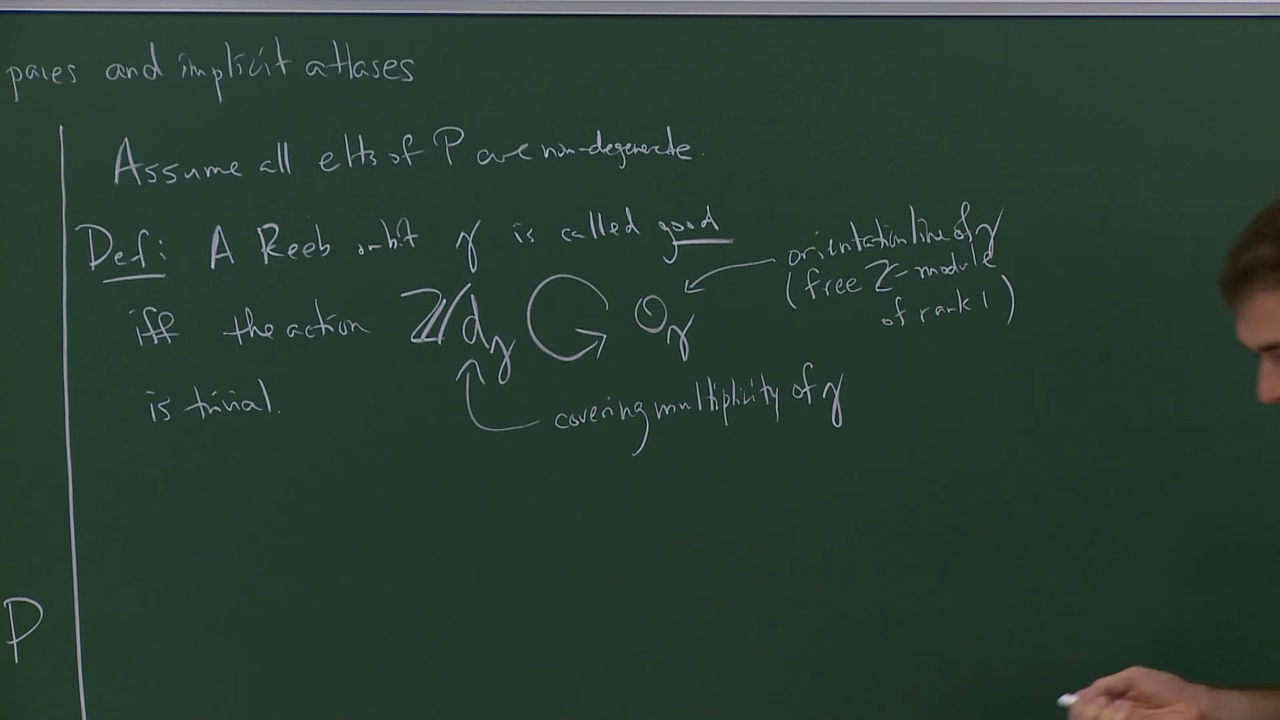 paces and implicit atlases
Assume all elts of P are non-degenerate.
Def: A Reeb orbit γ is called good
iff the action ℤ/d_γ ↻ 𝔬_γ
is trivial.
orientation line of γ
(free ℤ-module
of rank 1)
covering multiplicity of γ
P